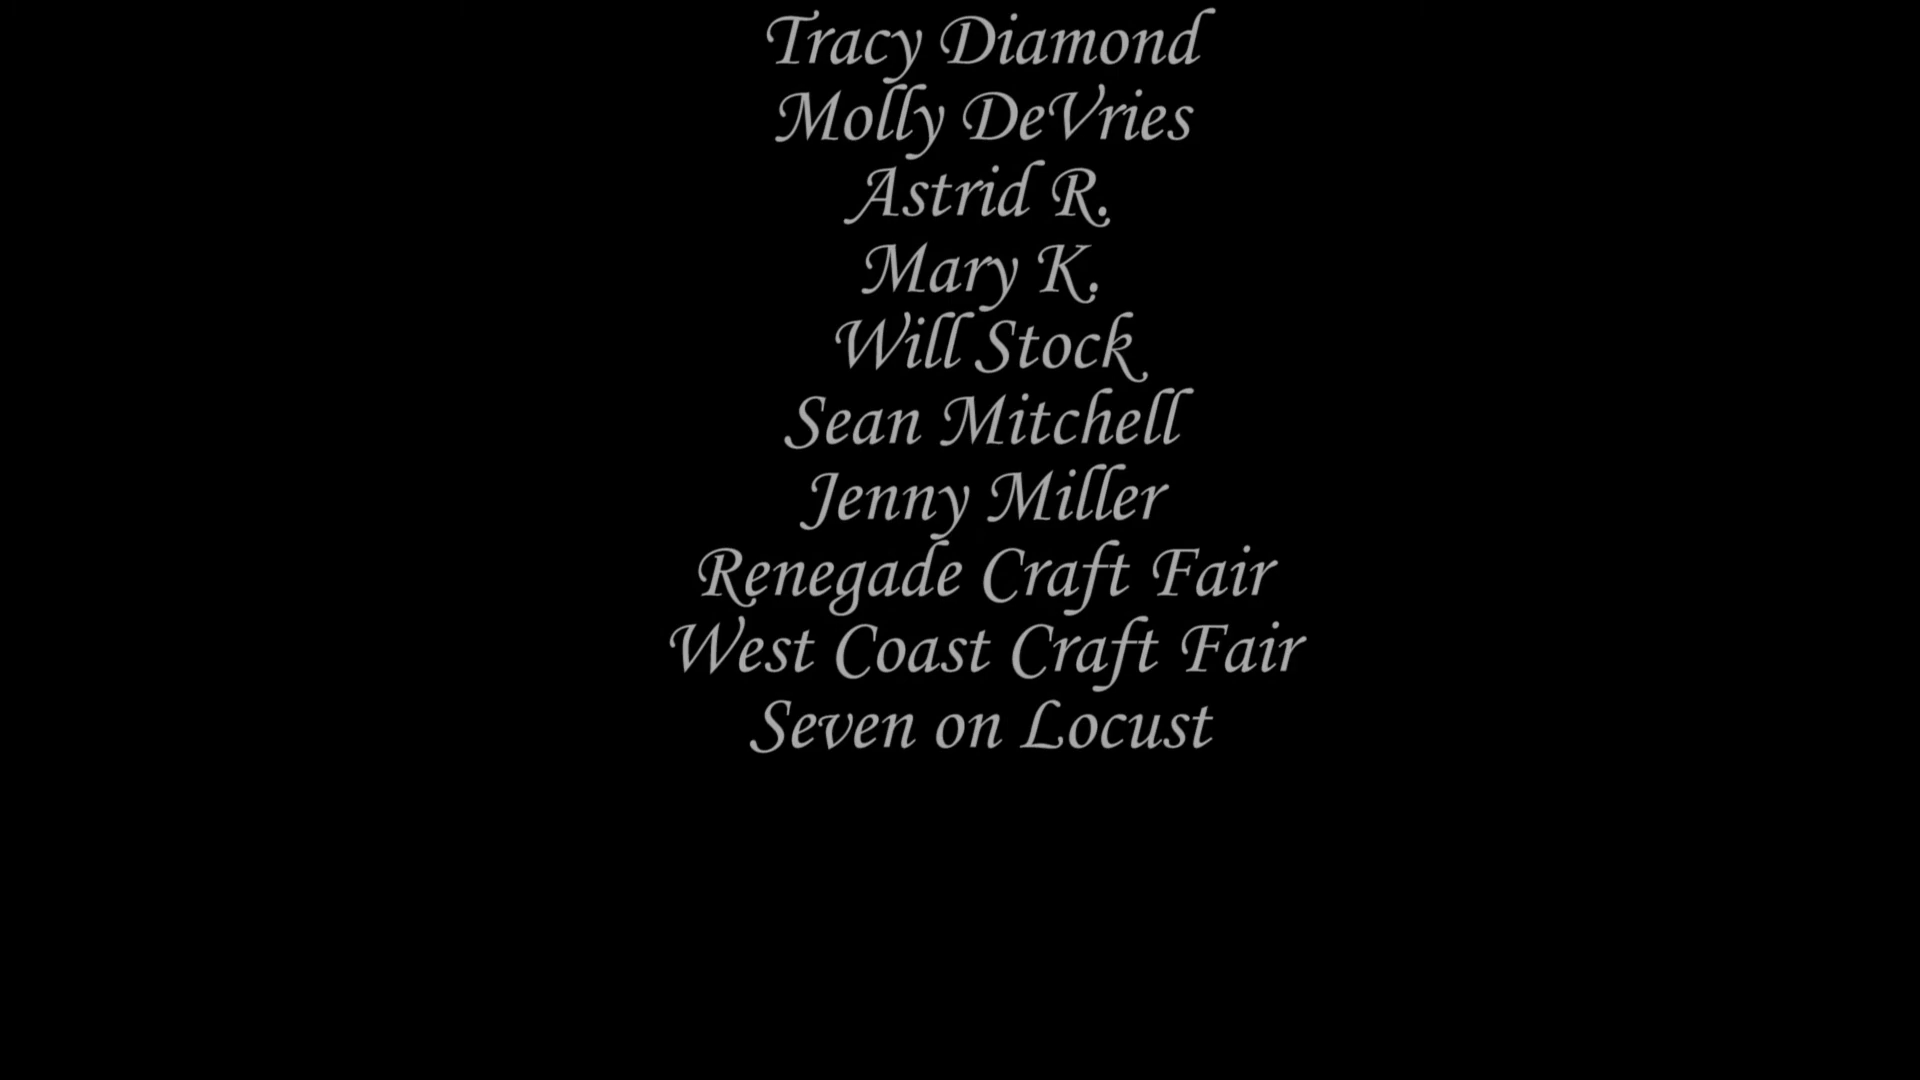 Tracy Diamond
Molly DeVries
Astrid R.
Mary K.
Will Stock
Sean Mitchell
Jenny Miller
Renegade Craft Fair
West Coast Craft Fair
Seven on Locust